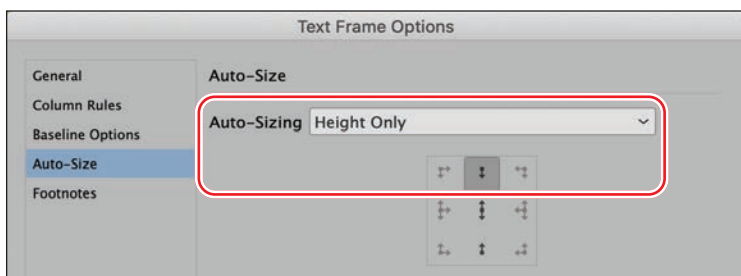 Text Frame Options
General
Column Rules
Baseline Options
Auto-Size
Footnotes
Auto-Size
Auto-Sizing Height Only